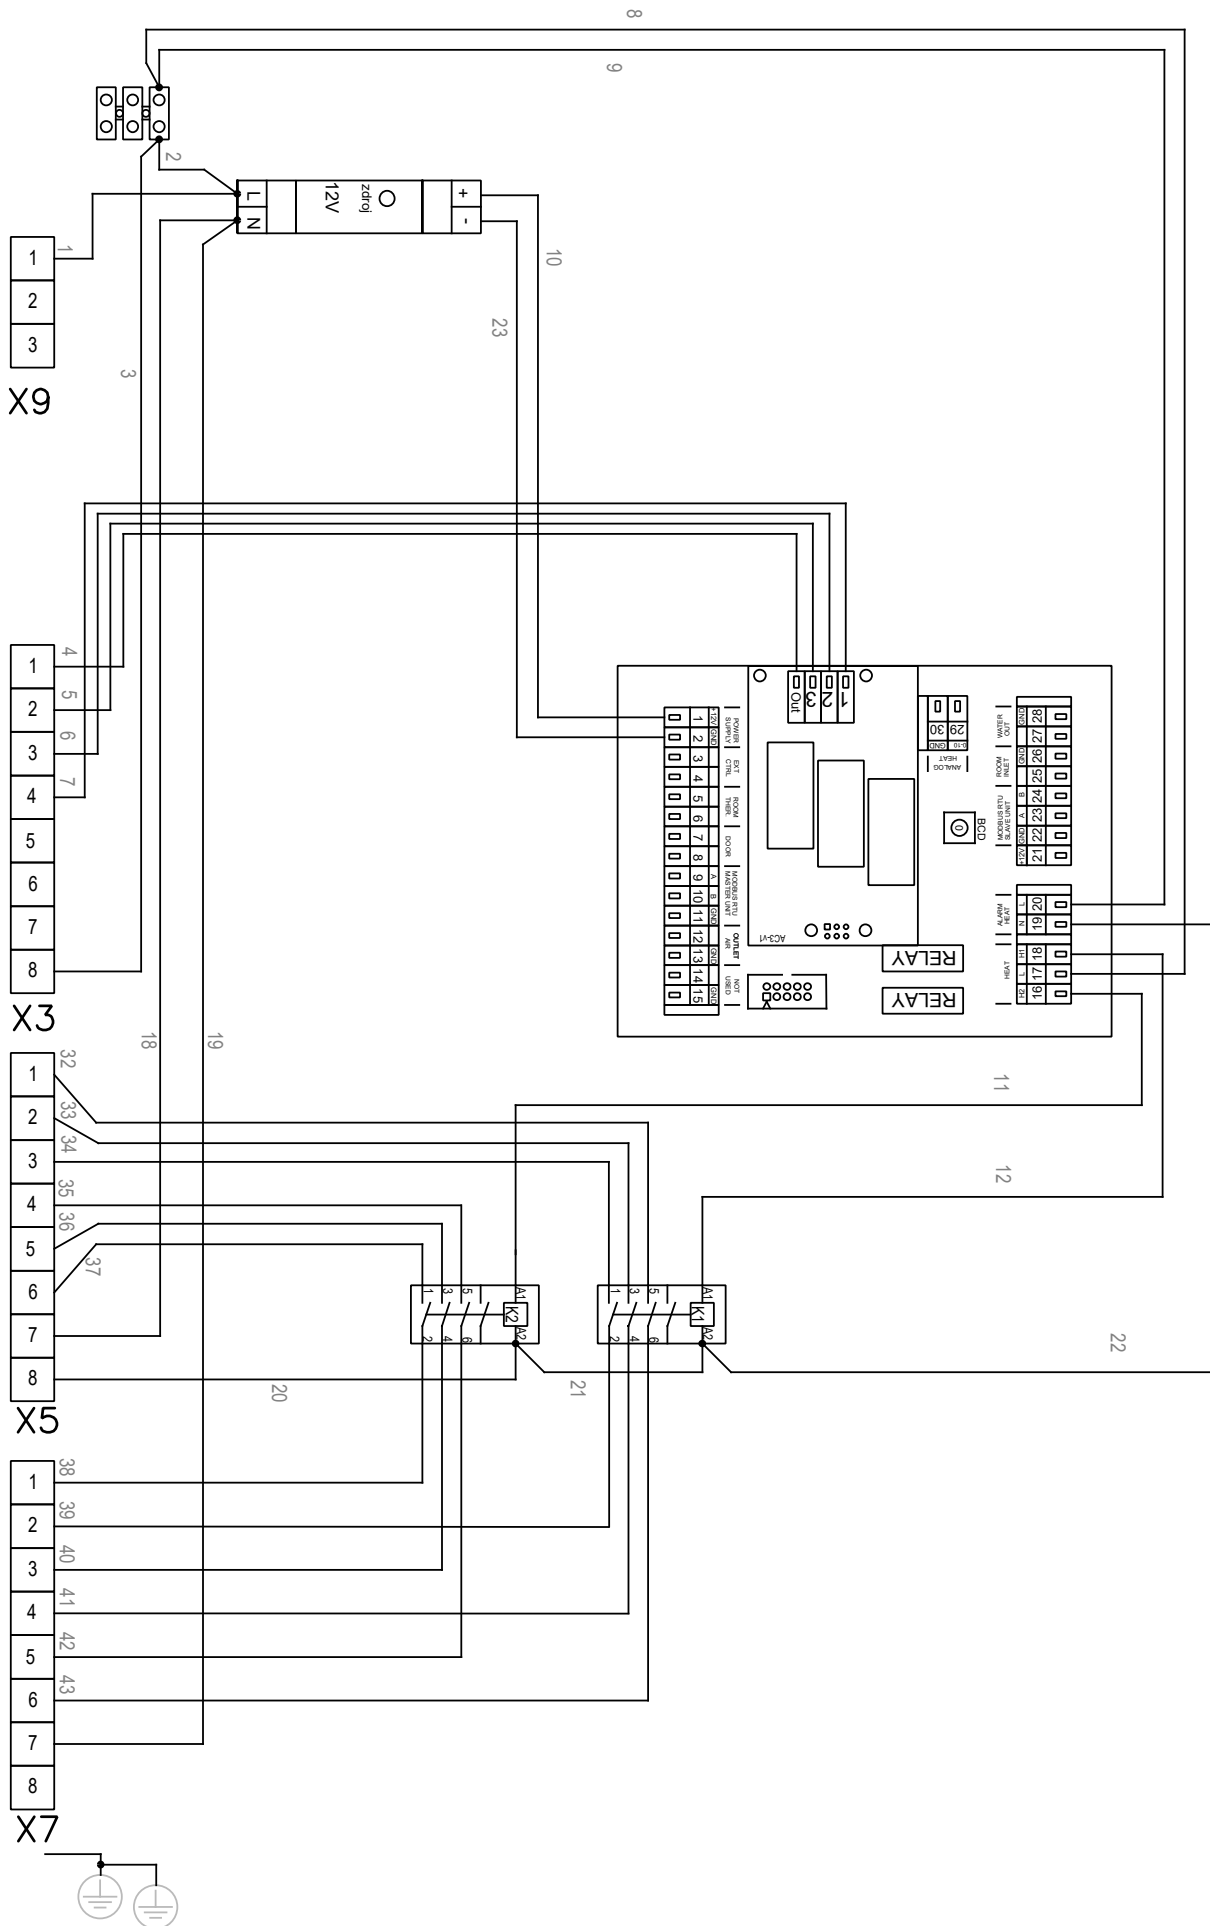 8
9
2
L
N
12V
zdroj
+
-
10
23
1
1
2
3
X9
3
4
5
6
7
1
2
3
4
5
6
7
8
X3
18
19
Out
3
2
1
30
29
GND
0-10
HEAT
ANALOG
BCD
0
1
2
3
4
5
6
7
8
9
10
11
12
13
14
15
+12V
GND
A
B
GND
GND
GND
POWER
SUPPLY
EXT
CTRL
ROOM
THER.
DOOR
MODBUS RTU
MASTER UNIT
OUTLET
AIR
NOT
USED
AC3-v1
RELAY
RELAY
WATER
OUT
ROOM
INLET
MODBUS RTU
SLAVE UNIT
ALARM
HEAT
HEAT
GND
GND
B
A
GND
+12V
L
N
H1
L
H2
28
27
26
25
24
23
22
21
20
19
18
17
16
11
12
32
33
34
35
36
37
1
2
3
4
5
6
7
8
X5
1
3
5
A1
K2
2
4
6
A2
1
3
5
A1
K1
2
4
6
A2
20
21
22
38
39
40
41
42
43
1
2
3
4
5
6
7
8
X7